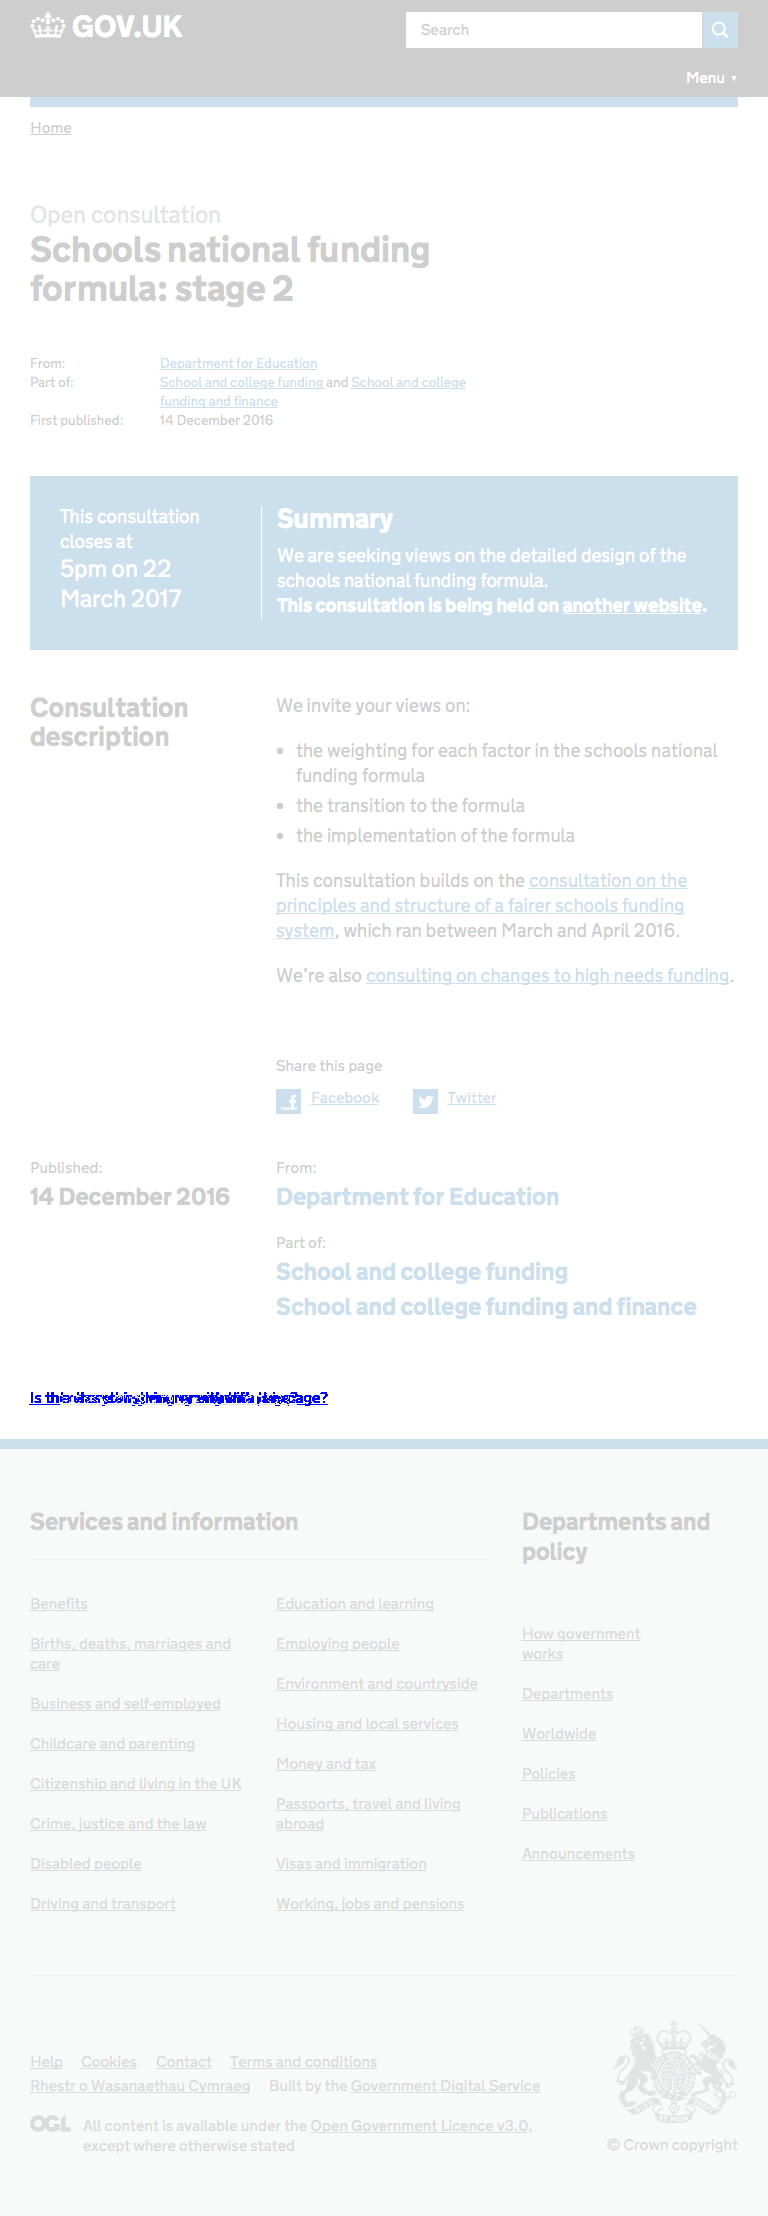 GOV.UK
Search
Menu ▼
Home
Open consultation
Schools national funding
formula: stage 2
From: Department for Education
Part of: School and college funding and School and college
funding and finance
First published: 14 December 2016
This consultation
closes at
5pm on 22
March 2017
Summary
We are seeking views on the detailed design of the
schools national funding formula.
This consultation is being held on another website.
Consultation
description
We invite your views on:
• the weighting for each factor in the schools national
funding formula
• the transition to the formula
• the implementation of the formula
This consultation builds on the consultation on the
principles and structure of a fairer schools funding
system, which ran between March and April 2016.
We're also consulting on changes to high needs funding.
Share this page
Facebook Twitter
Published:
14 December 2016
From:
Department for Education
Part of:
School and college funding
School and college funding and finance
Services and information
Benefits
Births, deaths, marriages and
care
Business and self-employed
Childcare and parenting
Citizenship and living in the UK
Crime, justice and the law
Disabled people
Driving and transport
Education and learning
Employing people
Environment and countryside
Housing and local services
Money and tax
Passports, travel and living
abroad
Visas and immigration
Working, jobs and pensions
Departments and
policy
How government
works
Departments
Worldwide
Policies
Publications
Announcements
Help Cookies Contact Terms and conditions
Rhestr o Wasanaethau Cymraeg Built by the Government Digital Service
OGL All content is available under the Open Government Licence v3.0,
except where otherwise stated
© Crown copyright